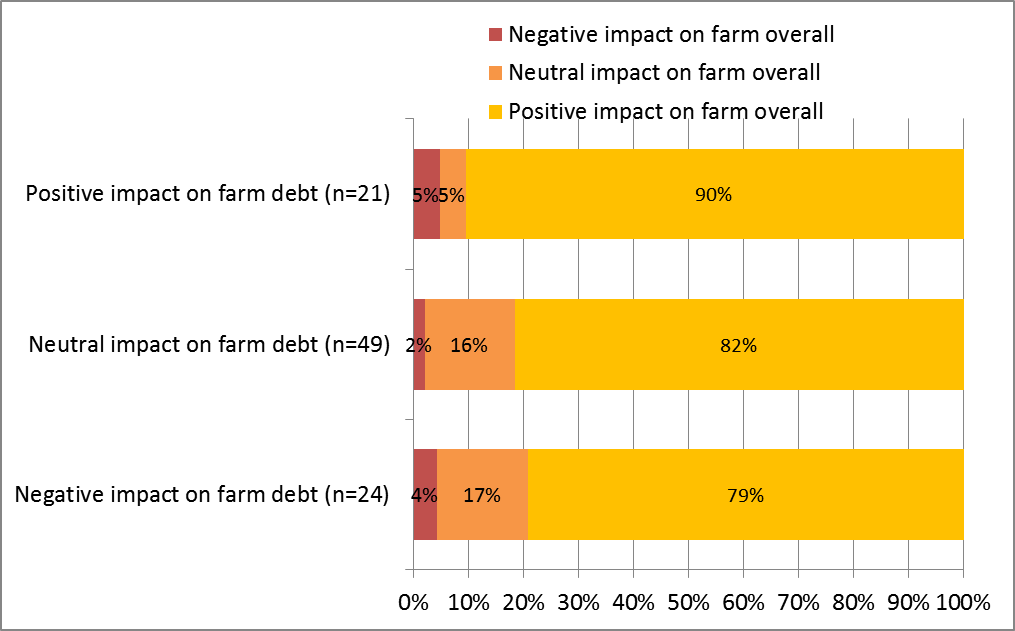 Negative impact on farm overall
Neutral impact on farm overall
Positive impact on farm overall
Positive impact on farm debt (n=21)
5% 5% 90%
Neutral impact on farm debt (n=49)
2% 16% 82%
Negative impact on farm debt (n=24)
4% 17% 79%
0% 10% 20% 30% 40% 50% 60% 70% 80% 90% 100%